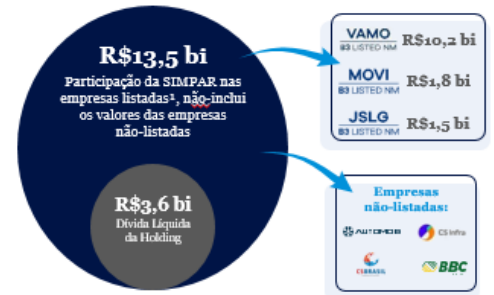 R$13,5 bi
Participação da SIMPAR nas
empresas listadas¹, não-inclui
os valores das empresas
não-listadas
R$3,6 bi
Dívida Líquida
da Holding
VAMO R$10,2 bi
B3 LISTED NM
MOVI R$1,8 bi
B3 LISTED NM
JSLG R$1,5 bi
B3 LISTED NM
Empresas
não-listadas:
AUTOMOB CS Infra
CSBRASIL BBC